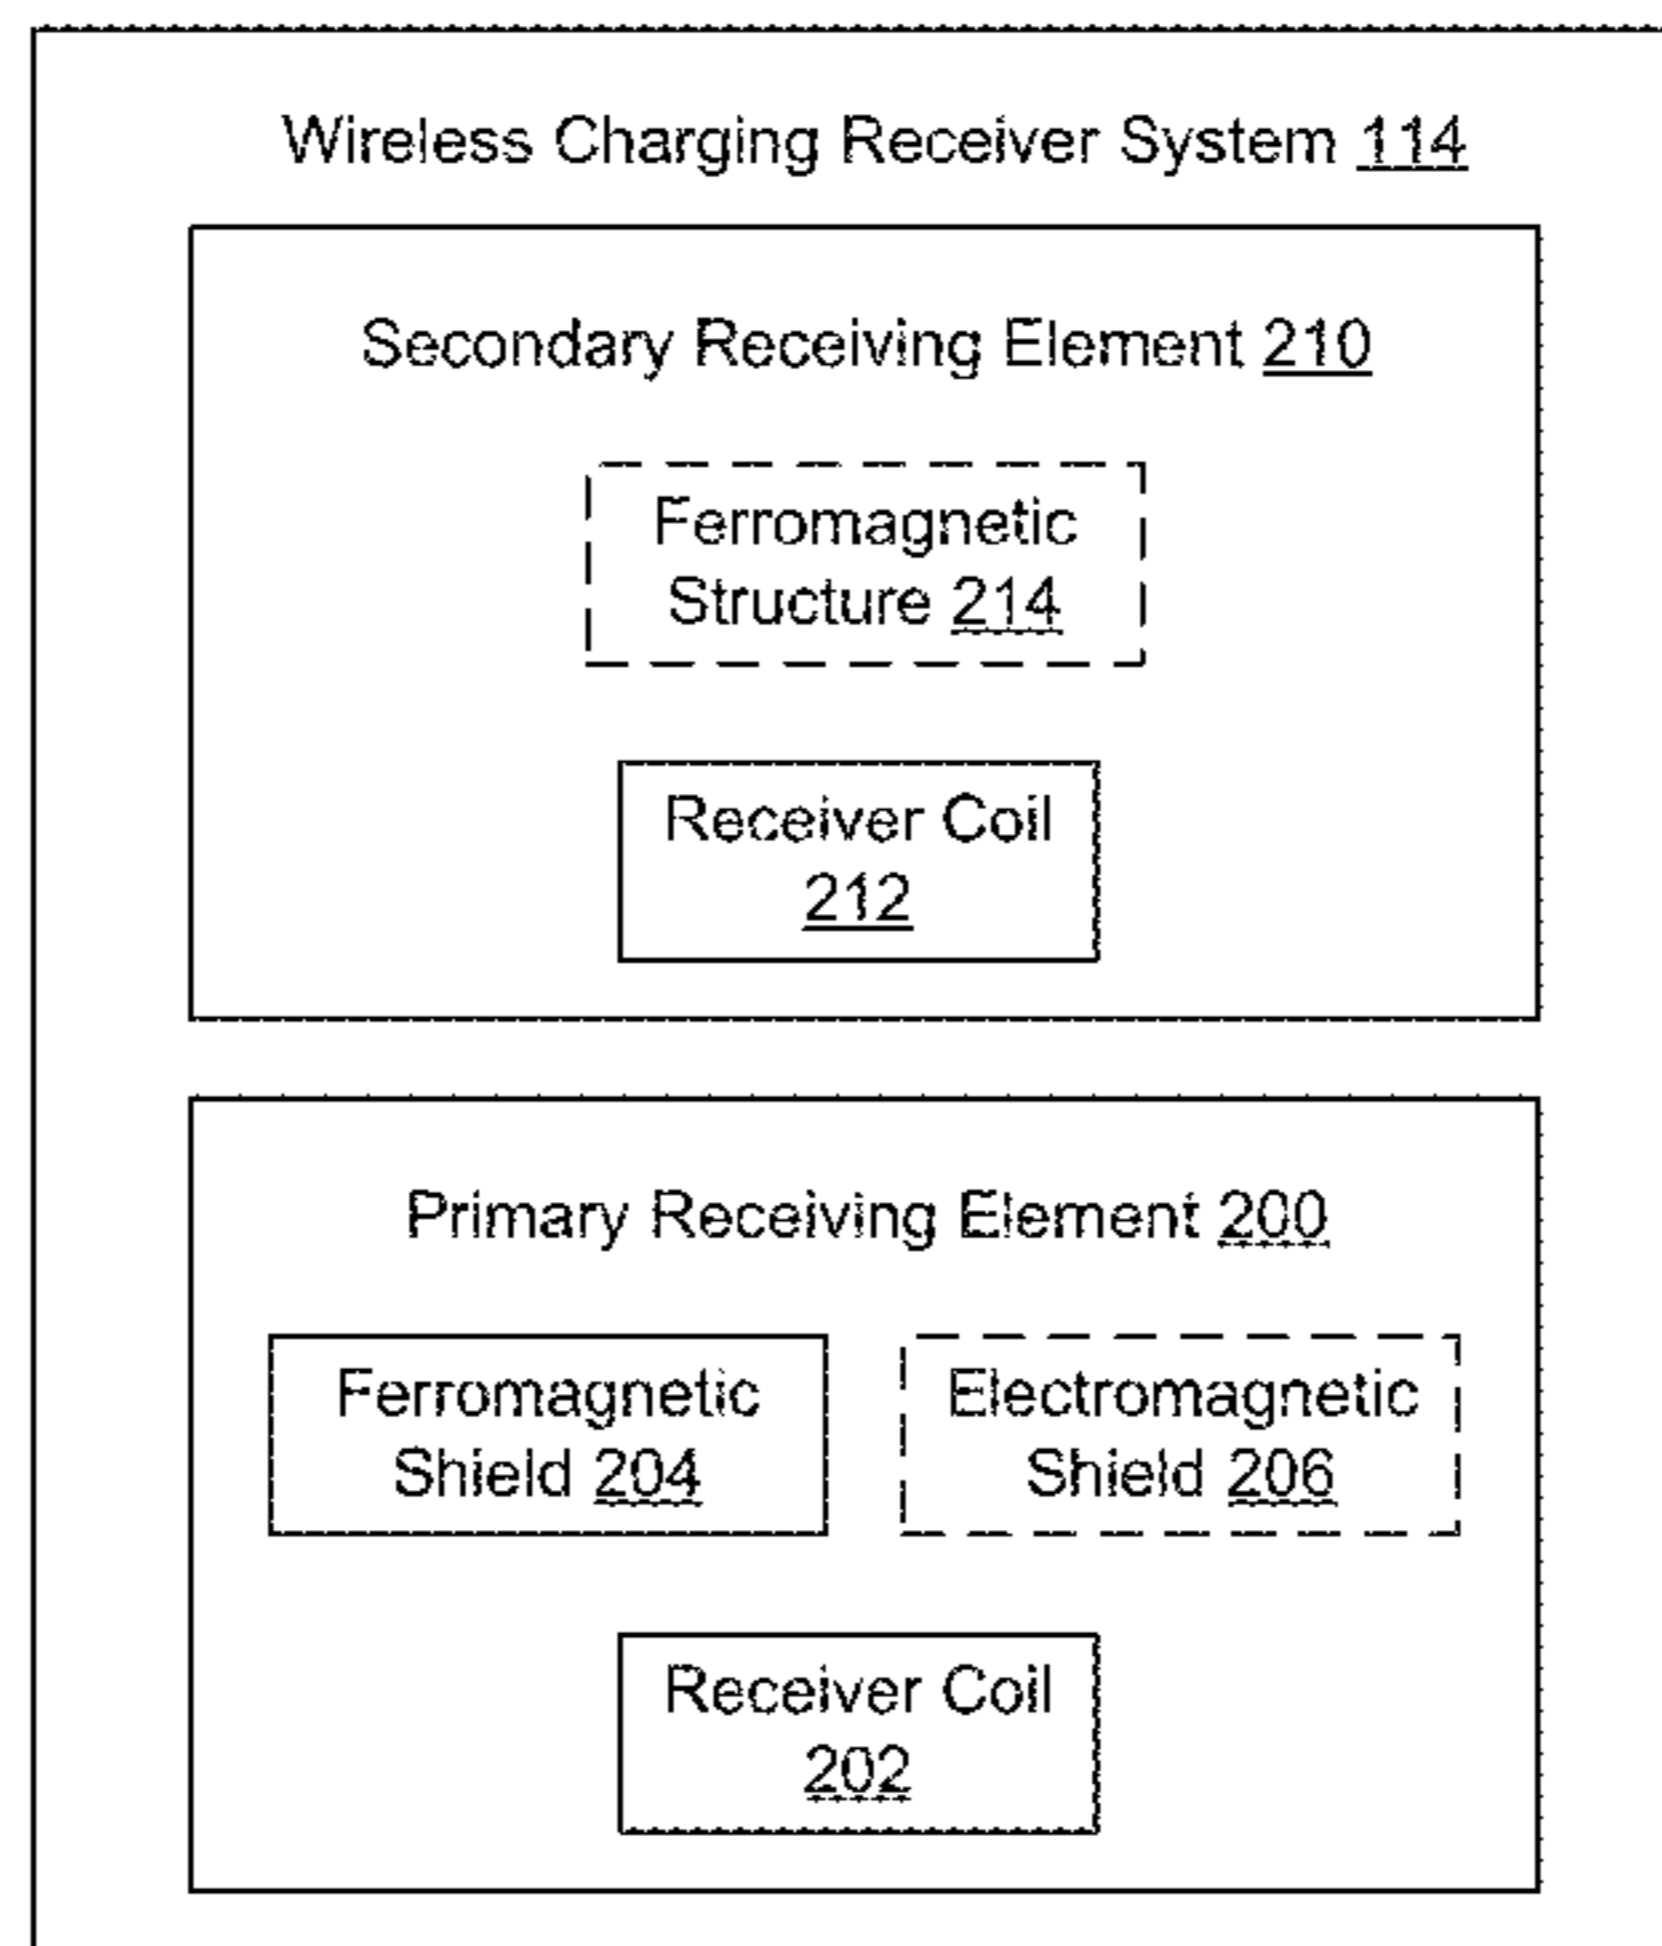 Wireless Charging Receiver System 114
Secondary Receiving Element 210
Ferromagnetic
Structure 214
Receiver Coil
212
Primary Receiving Element 200
Ferromagnetic
Shield 204
Electromagnetic
Shield 206
Receiver Coil
202